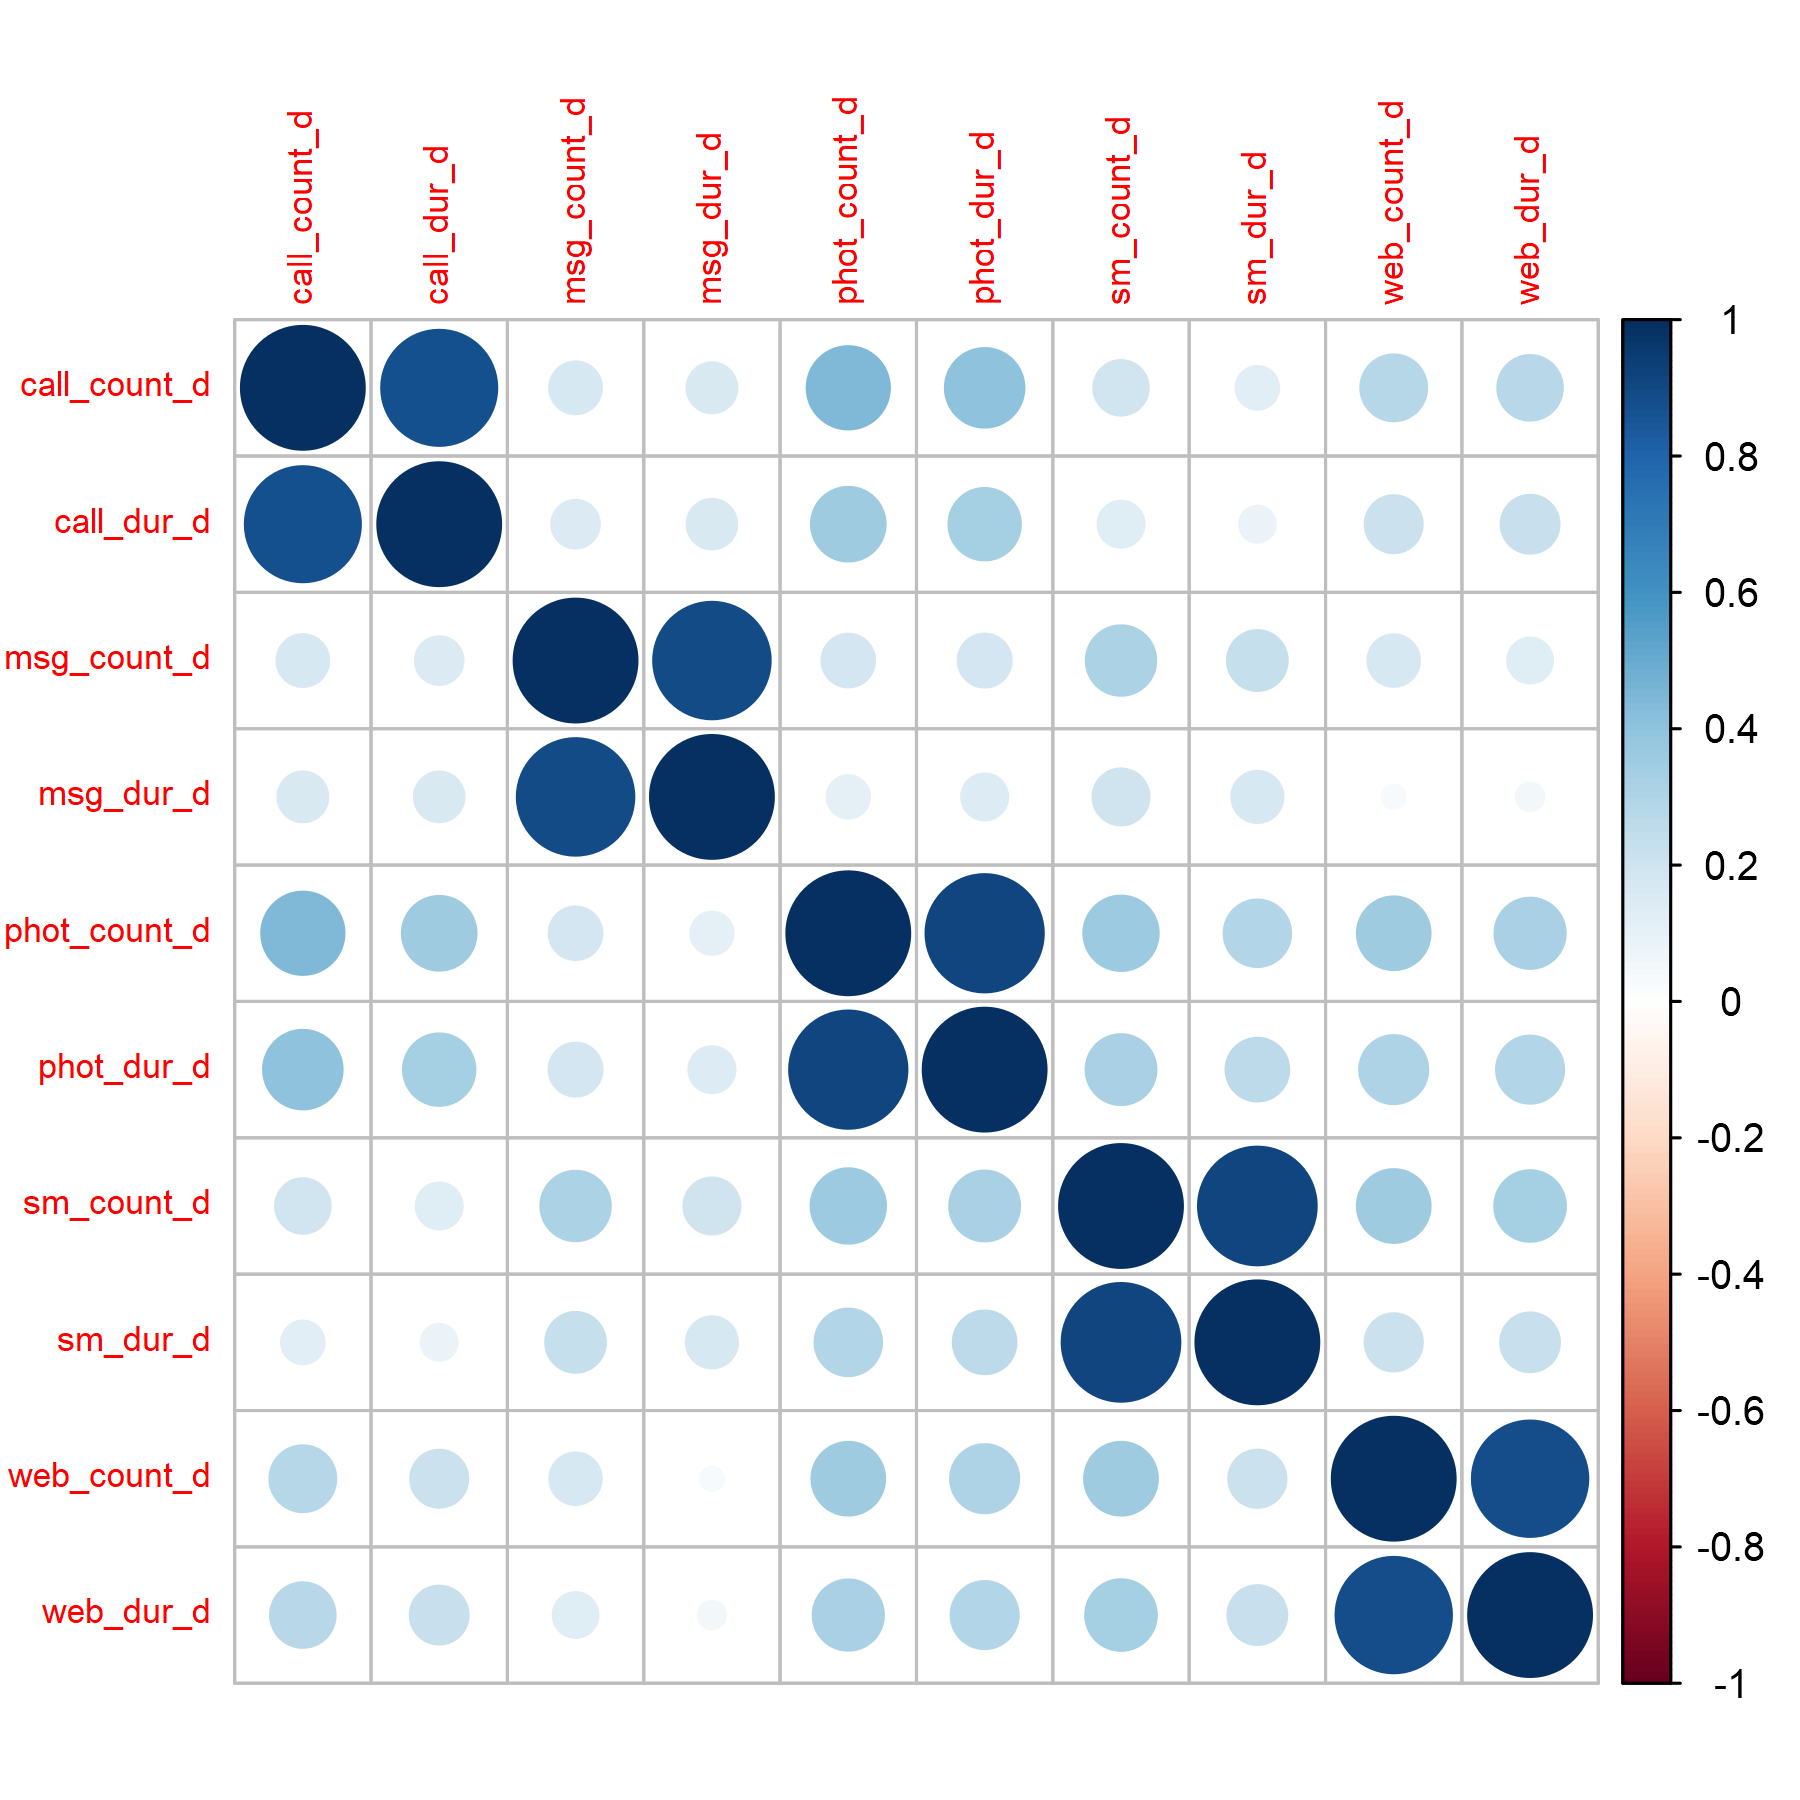 call_count_d
call_dur_d
msg_count_d
msg_dur_d
phot_count_d
phot_dur_d
sm_count_d
sm_dur_d
web_count_d
web_dur_d
call_count_d
call_dur_d
msg_count_d
msg_dur_d
phot_count_d
phot_dur_d
sm_count_d
sm_dur_d
web_count_d
web_dur_d
1
0.8
0.6
0.4
0.2
0
-0.2
-0.4
-0.6
-0.8
-1